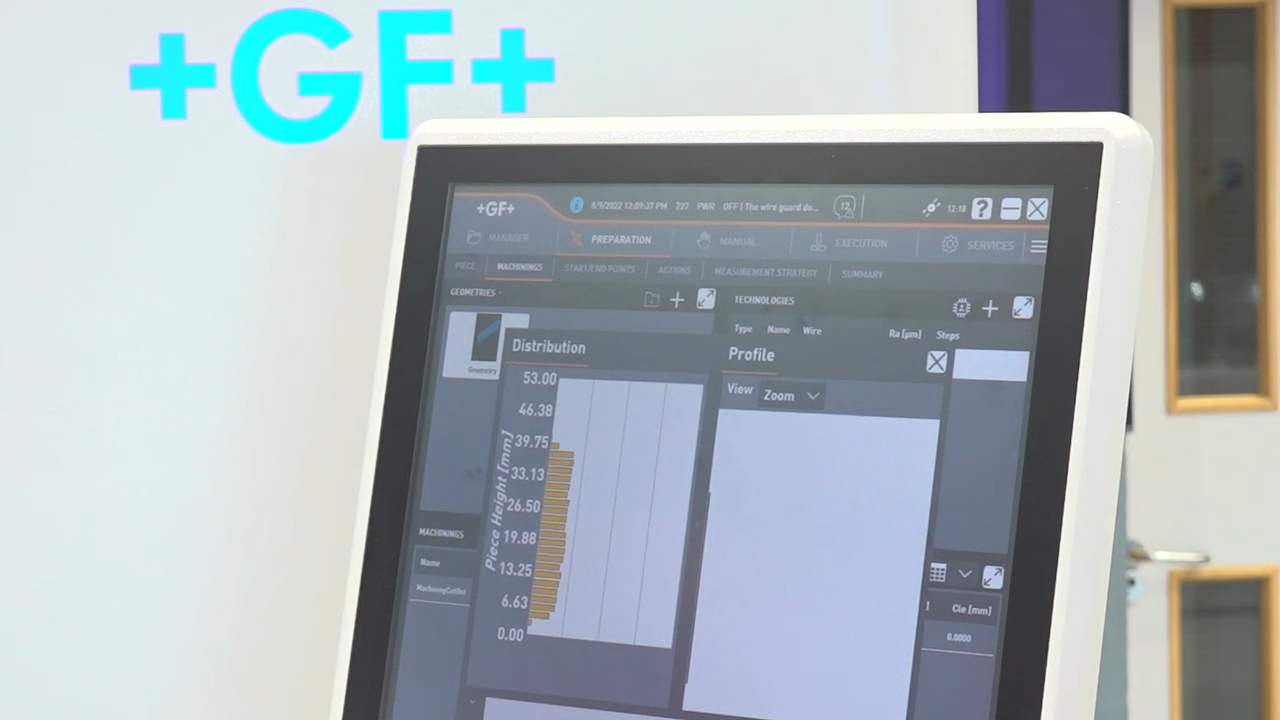 +GF+
+GF+
8/9/2022 12:09:37 PM 227 PWR OFF | The wire guard do...
12
12:18
MANAGER
PREPARATION
MANUAL
EXECUTION
SERVICES
PIECE
MACHININGS
START/END POINTS
ACTIONS
MEASUREMENT STRATEGY
SUMMARY
GEOMETRIES
TECHNOLOGIES
Type Name Wire Ra [µm] Steps
Geometry
Distribution
Profile
View Zoom
Piece Height [mm]
53.00
46.38
39.75
33.13
26.50
19.88
13.25
6.63
0.00
MACHININGS
Name
MachiningCutOut
Cle [mm]
0.0000